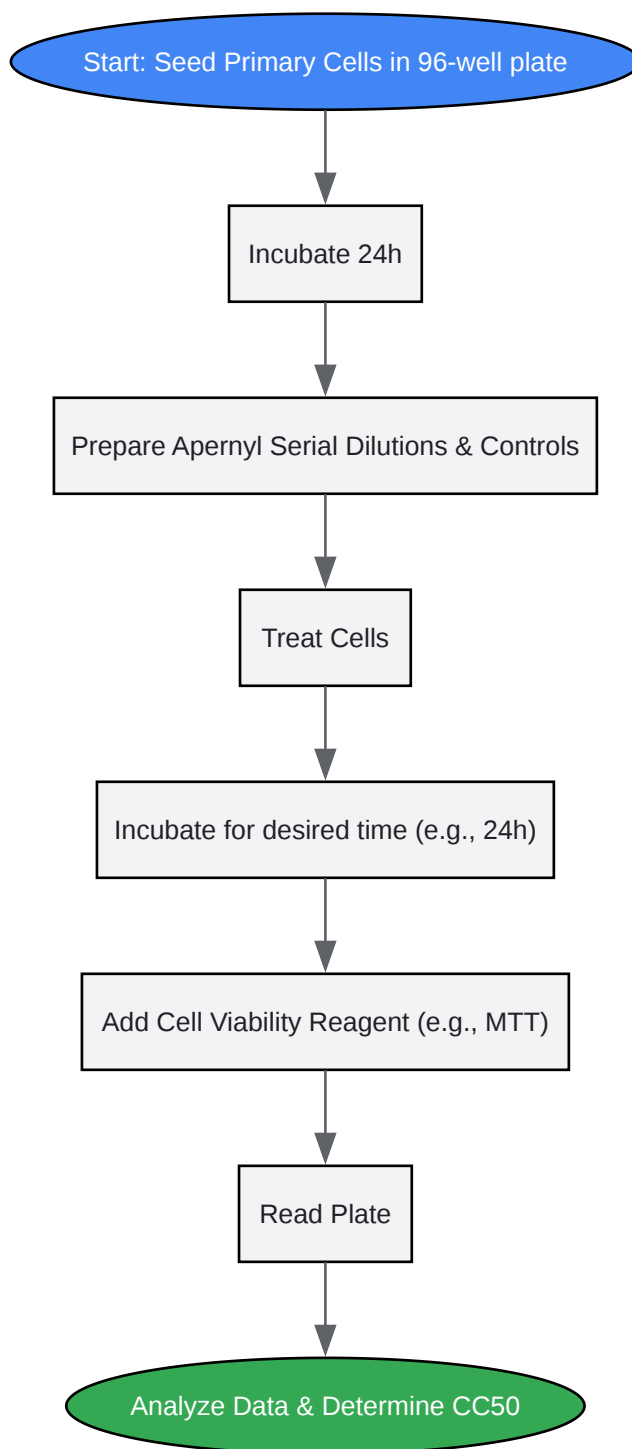 Start: Seed Primary Cells in 96-well plate
Incubate 24h
Prepare Apernyl Serial Dilutions & Controls
Treat Cells
Incubate for desired time (e.g., 24h)
Add Cell Viability Reagent (e.g., MTT)
Read Plate
Analyze Data & Determine CC50